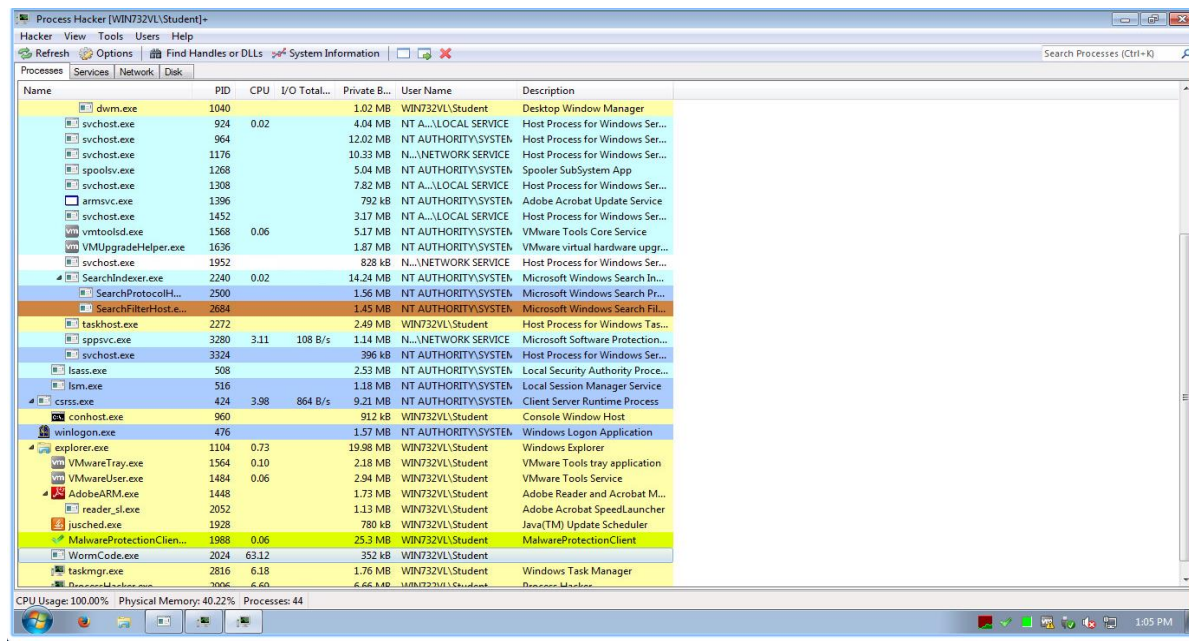 Process Hacker [WIN732VL\Student]+
Hacker View Tools Users Help
Refresh Options Find Handles or DLLs System Information Search Processes (Ctrl+K)
Processes Services Network Disk
Name PID CPU I/O Total... Private B... User Name Description
dwm.exe 1040 1.02 MB WIN732VL\Student Desktop Window Manager
svchost.exe 924 0.02 4.04 MB NT A...\LOCAL SERVICE Host Process for Windows Ser...
svchost.exe 964 12.02 MB NT AUTHORITY\SYSTEM Host Process for Windows Ser...
svchost.exe 1176 10.33 MB N...\NETWORK SERVICE Host Process for Windows Ser...
spoolsv.exe 1268 5.04 MB NT AUTHORITY\SYSTEM Spooler SubSystem App
svchost.exe 1308 7.82 MB NT A...\LOCAL SERVICE Host Process for Windows Ser...
armsvc.exe 1396 792 kB NT AUTHORITY\SYSTEM Adobe Acrobat Update Service
svchost.exe 1452 3.17 MB NT A...\LOCAL SERVICE Host Process for Windows Ser...
vmtoolsd.exe 1568 0.06 5.17 MB NT AUTHORITY\SYSTEM VMware Tools Core Service
VMUpgradeHelper.exe 1636 1.87 MB NT AUTHORITY\SYSTEM VMware virtual hardware upgr...
svchost.exe 1952 828 kB N...\NETWORK SERVICE Host Process for Windows Ser...
SearchIndexer.exe 2240 0.02 14.24 MB NT AUTHORITY\SYSTEM Microsoft Windows Search In...
SearchProtocolH... 2500 1.56 MB NT AUTHORITY\SYSTEM Microsoft Windows Search Pr...
SearchFilterHost.e... 2684 1.45 MB NT AUTHORITY\SYSTEM Microsoft Windows Search Fil...
taskhost.exe 2272 2.49 MB WIN732VL\Student Host Process for Windows Tas...
sppsvc.exe 3280 3.11 108 B/s 1.14 MB N...\NETWORK SERVICE Microsoft Software Protection...
svchost.exe 3324 396 kB NT AUTHORITY\SYSTEM Host Process for Windows Ser...
lsass.exe 508 2.53 MB NT AUTHORITY\SYSTEM Local Security Authority Proce...
lsm.exe 516 1.18 MB NT AUTHORITY\SYSTEM Local Session Manager Service
csrss.exe 424 3.98 864 B/s 9.21 MB NT AUTHORITY\SYSTEM Client Server Runtime Process
conhost.exe 960 912 kB WIN732VL\Student Console Window Host
winlogon.exe 476 1.57 MB NT AUTHORITY\SYSTEM Windows Logon Application
explorer.exe 1104 0.73 19.98 MB WIN732VL\Student Windows Explorer
VMwareTray.exe 1564 0.10 2.18 MB WIN732VL\Student VMware Tools tray application
VMwareUser.exe 1484 0.06 2.94 MB WIN732VL\Student VMware Tools Service
AdobeARM.exe 1448 1.73 MB WIN732VL\Student Adobe Reader and Acrobat M...
reader_sl.exe 2052 1.13 MB WIN732VL\Student Adobe Acrobat SpeedLauncher
jusched.exe 1928 780 kB WIN732VL\Student Java(TM) Update Scheduler
MalwareProtectionClien... 1988 0.06 25.3 MB WIN732VL\Student MalwareProtectionClient
WormCode.exe 2024 63.12 352 kB WIN732VL\Student
taskmgr.exe 2816 6.18 1.76 MB WIN732VL\Student Windows Task Manager
ProcessHacker.exe 2996 6.60 6.66 MB WIN732VL\Student Process Hacker
CPU Usage: 100.00% Physical Memory: 40.22% Processes: 44
1:05 PM